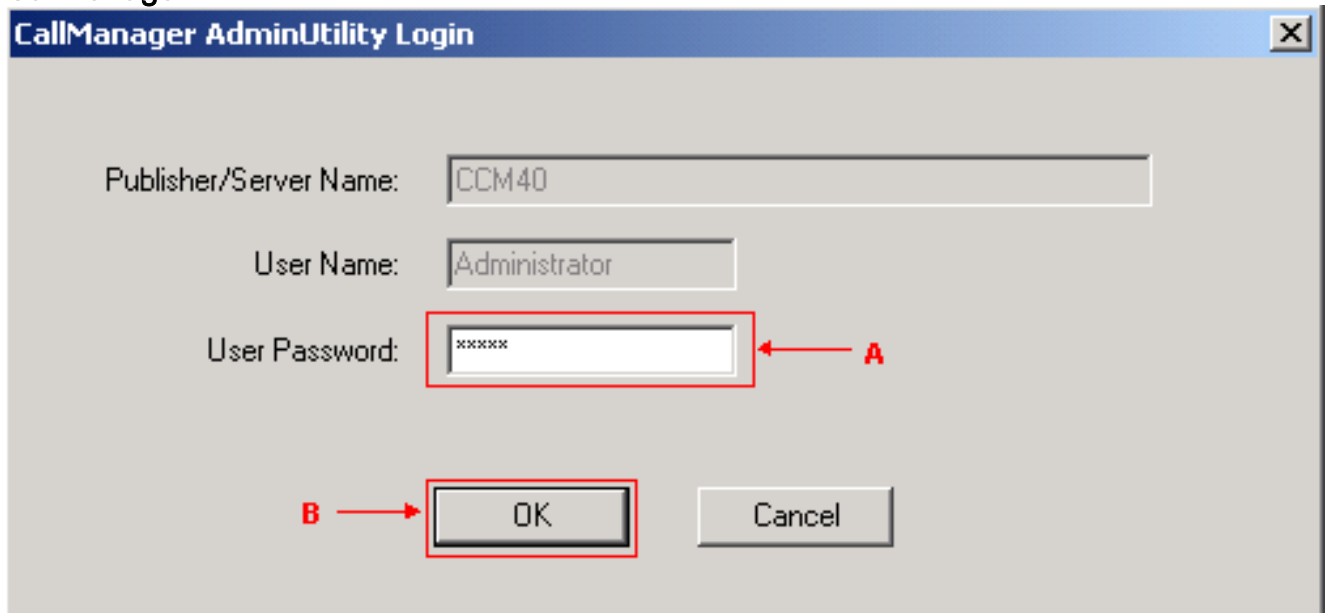 CallManager AdminUtility Login
Publisher/Server Name: CCM40
User Name: Administrator
User Password: ***** A
B OK Cancel